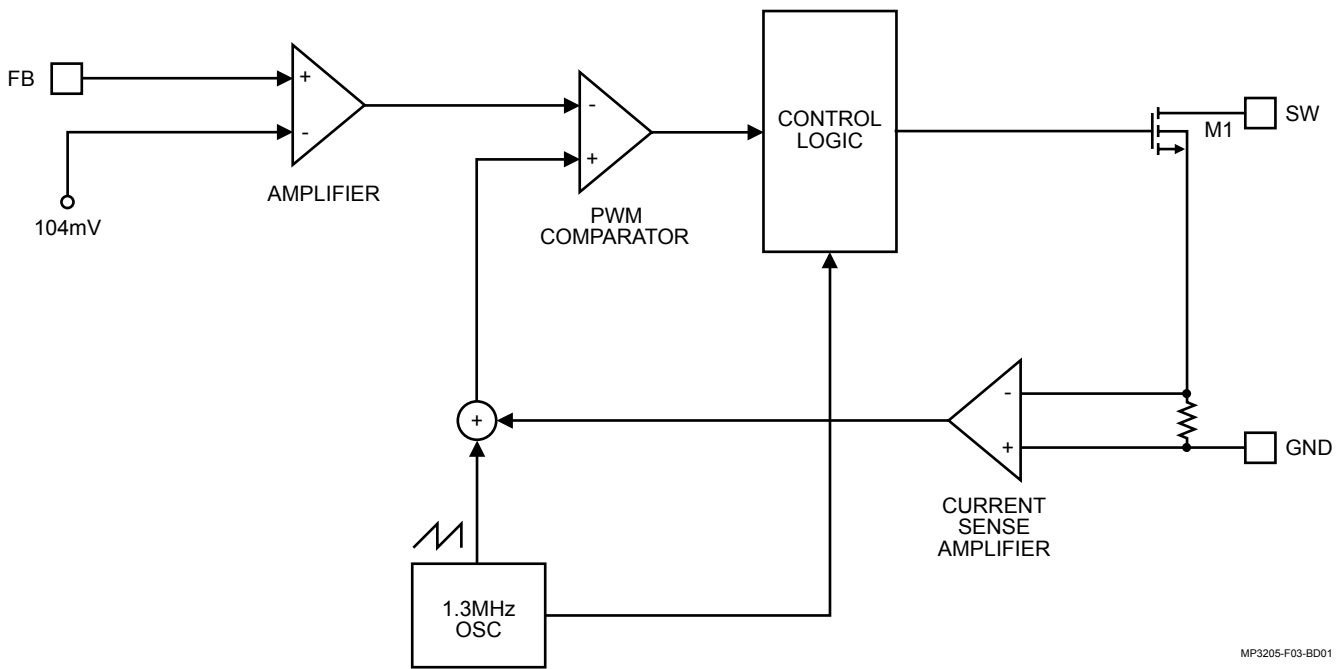 FB
+
-
AMPLIFIER
104mV
-
+
PWM
COMPARATOR
CONTROL
LOGIC
M1
SW
+
-
+
GND
CURRENT
SENSE
AMPLIFIER
1.3MHz
OSC
MP3205-F03-BD01